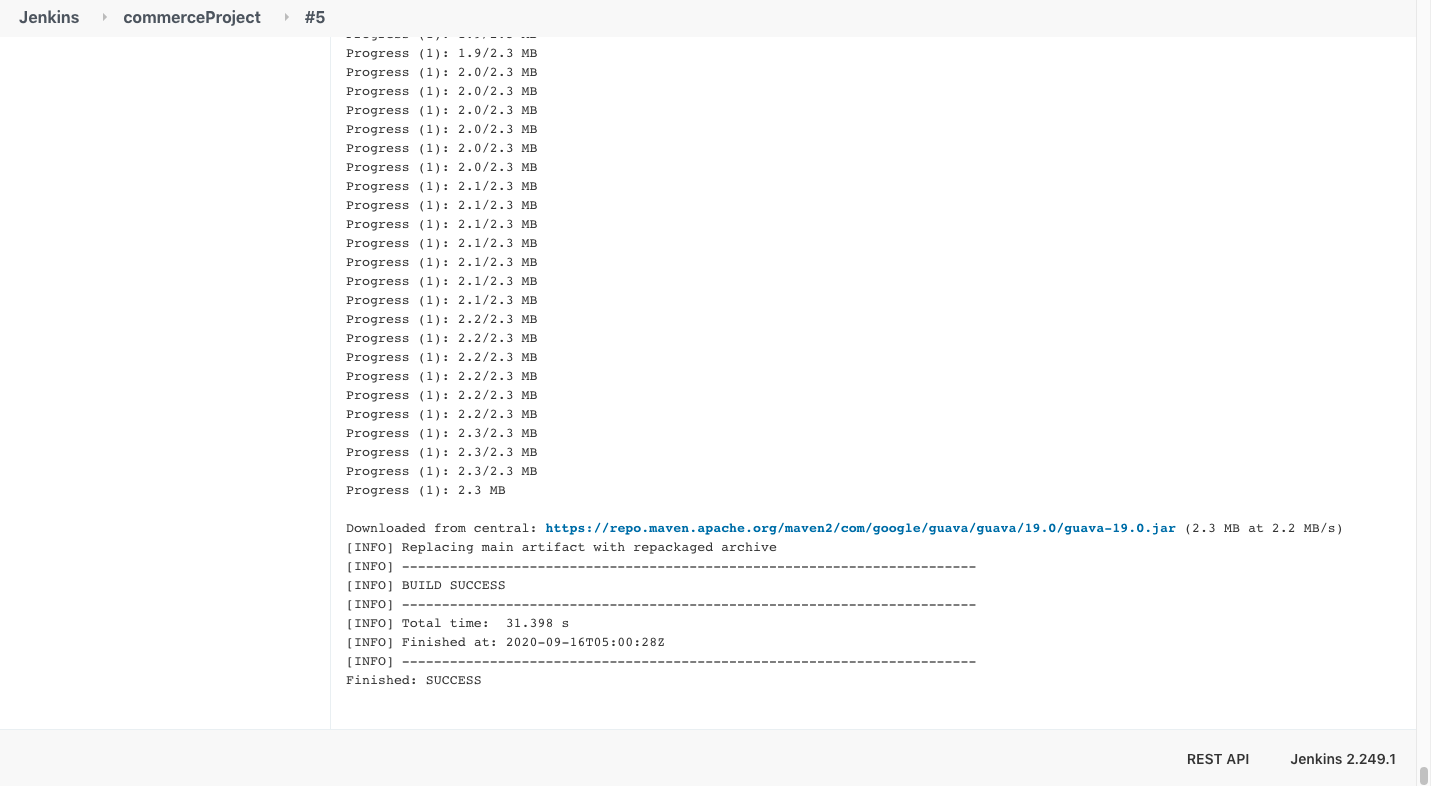 Jenkins commerceProject #5
Progress (1): 1.9/2.3 MB
Progress (1): 2.0/2.3 MB
Progress (1): 2.0/2.3 MB
Progress (1): 2.0/2.3 MB
Progress (1): 2.0/2.3 MB
Progress (1): 2.0/2.3 MB
Progress (1): 2.0/2.3 MB
Progress (1): 2.1/2.3 MB
Progress (1): 2.1/2.3 MB
Progress (1): 2.1/2.3 MB
Progress (1): 2.1/2.3 MB
Progress (1): 2.1/2.3 MB
Progress (1): 2.1/2.3 MB
Progress (1): 2.1/2.3 MB
Progress (1): 2.2/2.3 MB
Progress (1): 2.2/2.3 MB
Progress (1): 2.2/2.3 MB
Progress (1): 2.2/2.3 MB
Progress (1): 2.2/2.3 MB
Progress (1): 2.2/2.3 MB
Progress (1): 2.3/2.3 MB
Progress (1): 2.3/2.3 MB
Progress (1): 2.3/2.3 MB
Progress (1): 2.3 MB
Downloaded from central: https://repo.maven.apache.org/maven2/com/google/guava/guava/19.0/guava-19.0.jar (2.3 MB at 2.2 MB/s)
[INFO] Replacing main artifact with repackaged archive
[INFO] ------------------------------------------------------------------------
[INFO] BUILD SUCCESS
[INFO] ------------------------------------------------------------------------
[INFO] Total time:  31.398 s
[INFO] Finished at: 2020-09-16T05:00:28Z
[INFO] ------------------------------------------------------------------------
Finished: SUCCESS
REST API Jenkins 2.249.1